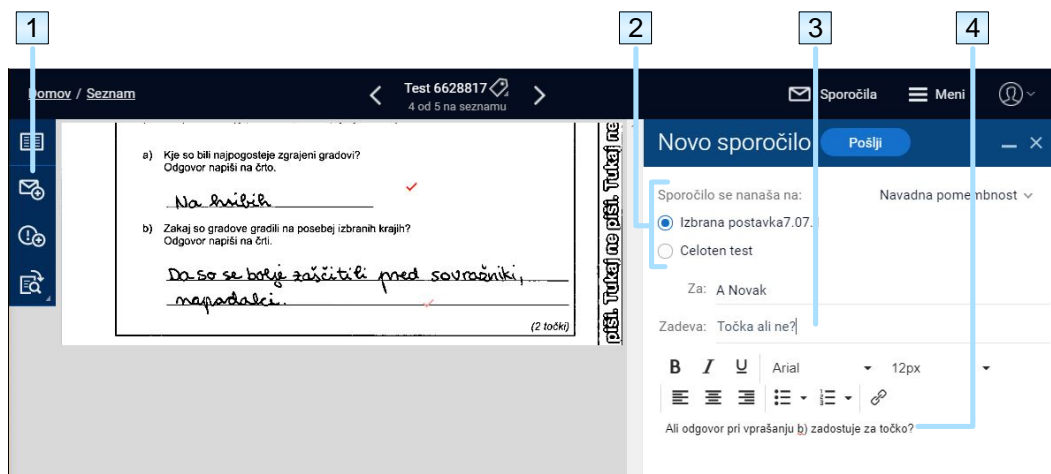 1
2
3
4
Domov / Seznam
Test 6628817
4 od 5 na seznamu
Sporočila
Meni
a) Kje so bili najpogosteje zgrajeni gradovi?
Odgovor napiši na črto.
Na hribih
b) Zakaj so gradove gradili na posebej izbranih krajih?
Odgovor napiši na črti.
Da so se bolje zaščitili pred sovražniki,
napadalci.
(2 točki)
piši. Tukaj ne piši. Tukaj ne
Novo sporočilo
Pošlji
Sporočilo se nanaša na:
Navadna pomembnost
Izbrana postavka7.07.
Celoten test
Za: A Novak
Zadeva: Točka ali ne?
B I U Arial 12px
Ali odgovor pri vprašanju b) zadostuje za točko?